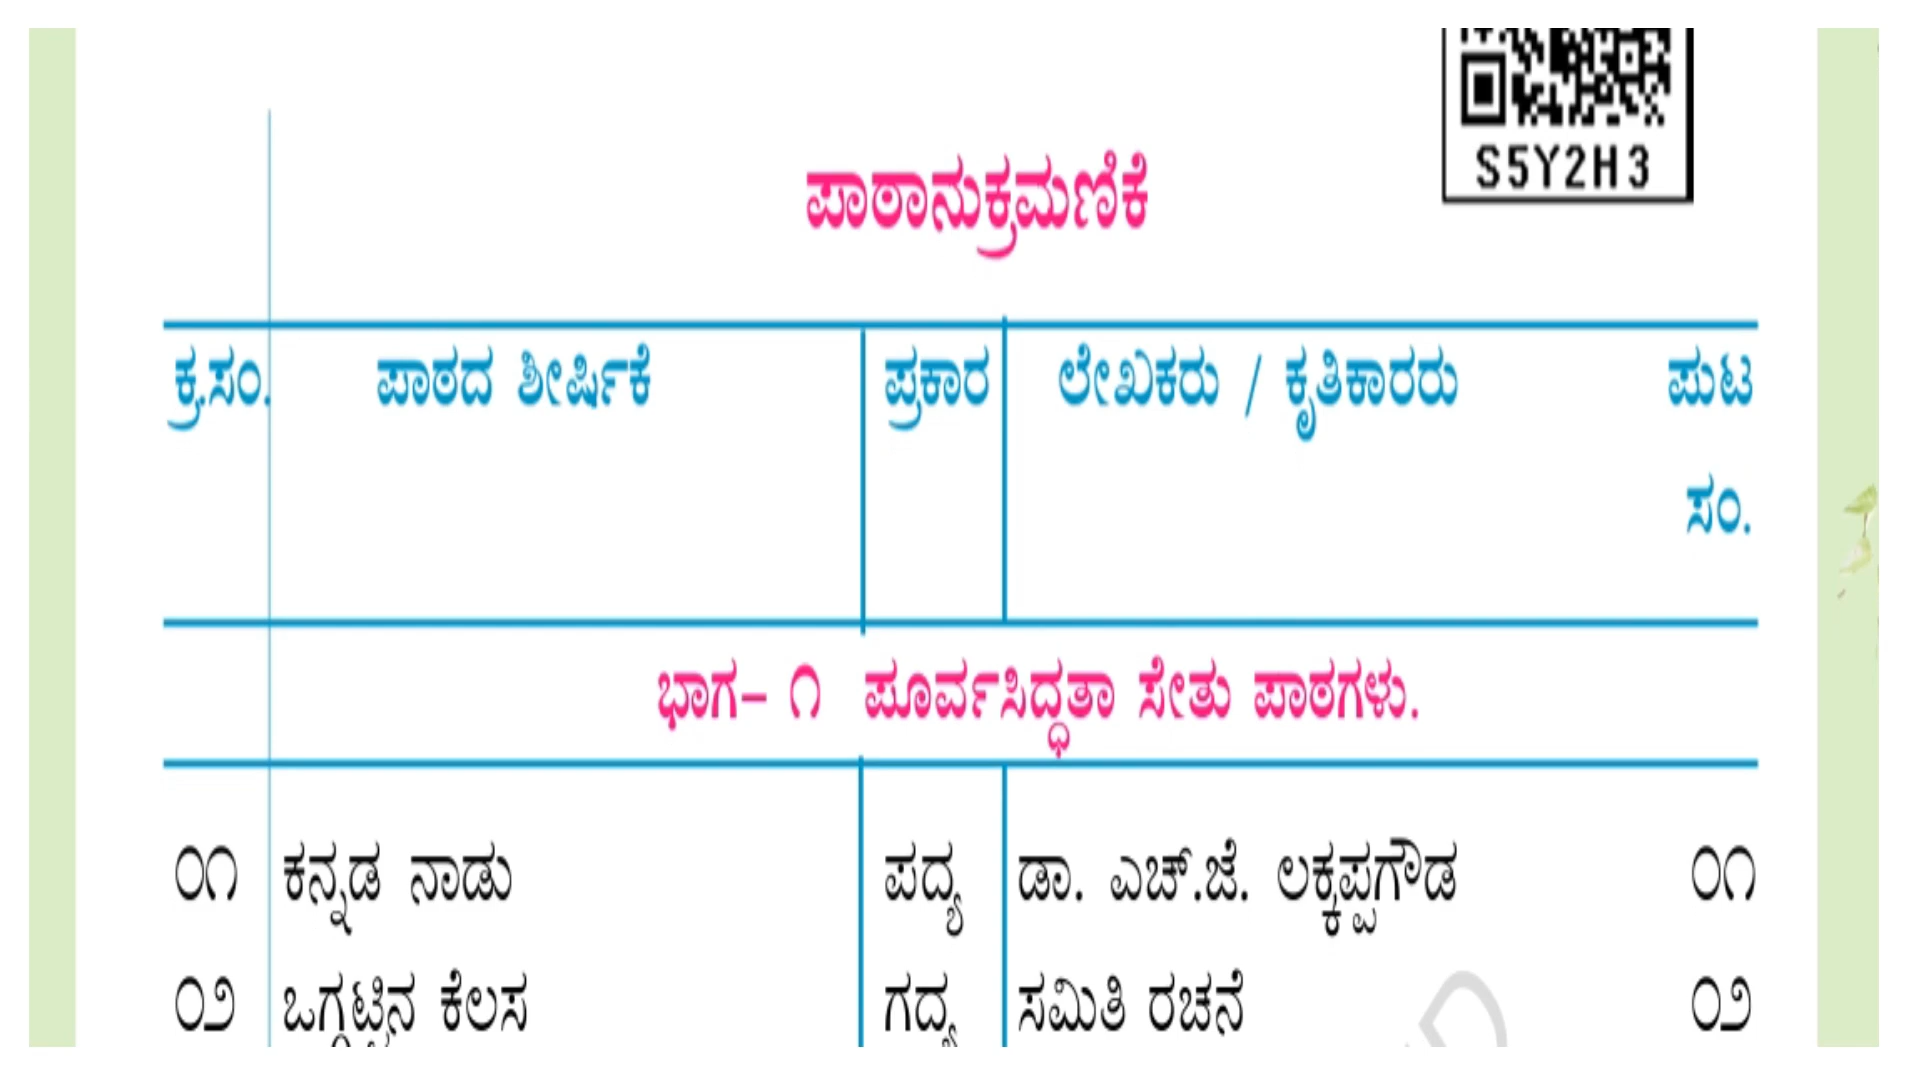 S5Y2H3
ಪಾಠಾನುಕ್ರಮಣಿಕೆ
ಕ್ರ.ಸಂ. ಪಾಠದ ಶೀರ್ಷಿಕೆ ಪ್ರಕಾರ ಲೇಖಕರು / ಕೃತಿಕಾರರು ಪುಟ
ಸಂ.
ಭಾಗ– ೧ ಪೂರ್ವಸಿದ್ಧತಾ ಸೇತು ಪಾಠಗಳು.
೦೧ ಕನ್ನಡ ನಾಡು ಪದ್ಯ ಡಾ. ಎಚ್.ಜೆ. ಲಕ್ಕಪ್ಪಗೌಡ ೦೧
೦೨ ಒಗ್ಗಟ್ಟಿನ ಕೆಲಸ ಗದ್ಯ ಸಮಿತಿ ರಚನೆ ೦೨